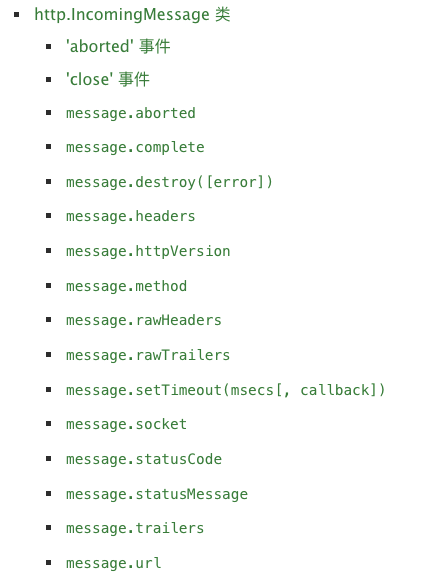 http.IncomingMessage 类
'aborted' 事件
'close' 事件
message.aborted
message.complete
message.destroy([error])
message.headers
message.httpVersion
message.method
message.rawHeaders
message.rawTrailers
message.setTimeout(msecs[, callback])
message.socket
message.statusCode
message.statusMessage
message.trailers
message.url